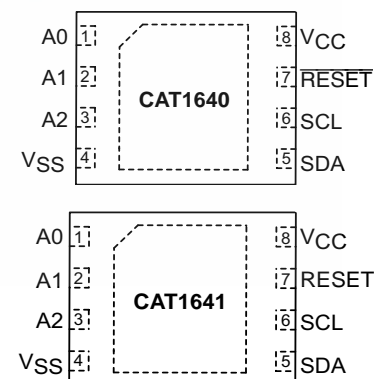 A0 1 8 VCC
A1 2 CAT1640 7 R̅E̅S̅E̅T̅
A2 3 6 SCL
VSS 4 5 SDA
A0 1 8 VCC
A1 2 CAT1641 7 RESET
A2 3 6 SCL
VSS 4 5 SDA